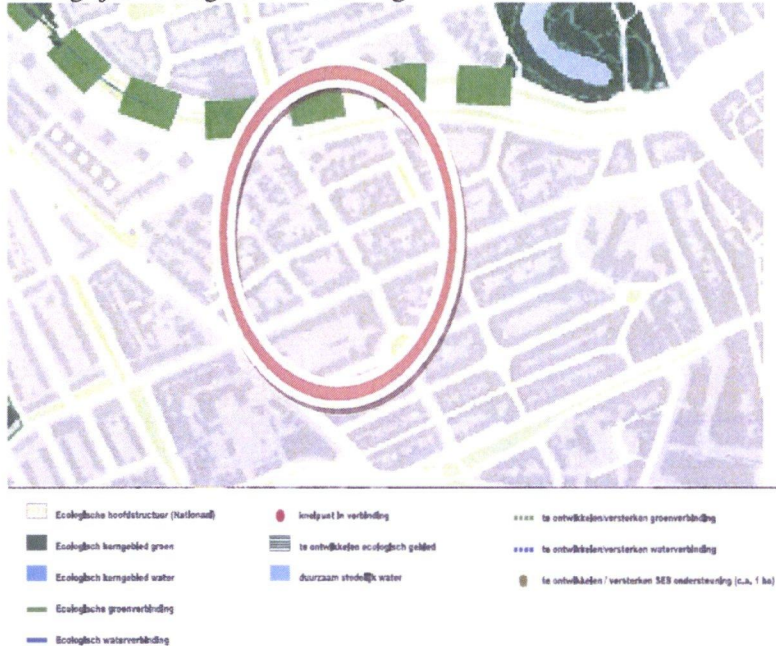 Ecologische hoofdstructuur (Nationaal)
Ecologisch kerngebied groen
Ecologisch kerngebied water
Ecologische groenverbinding
Ecologisch waterverbinding
knelpunt in verbinding
te ontwikkelen ecologisch gebied
duurzaam stedelijk water
te ontwikkelen/versterken groenverbinding
te ontwikkelen/versterken waterverbinding
te ontwikkelen / versterken SES ondersteuning (c.a. 1 ha)